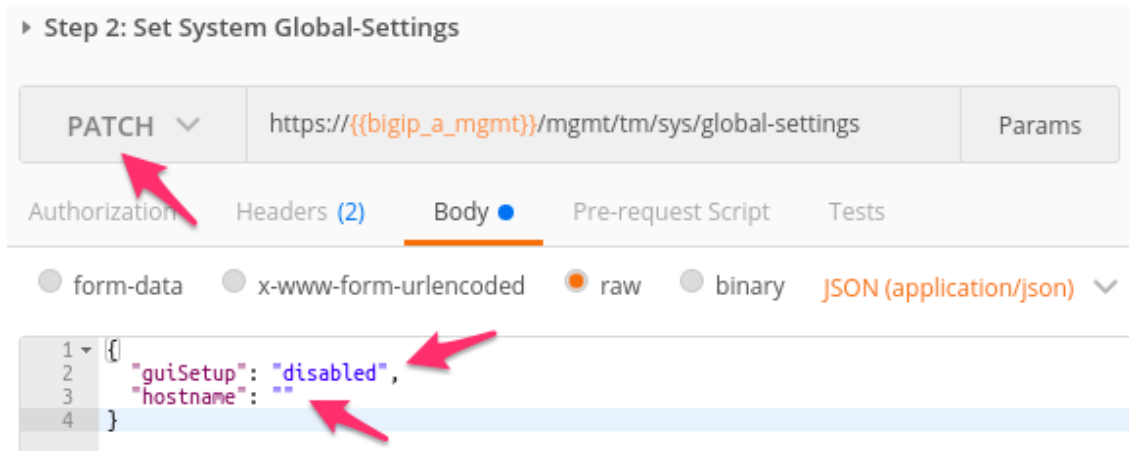 Step 2: Set System Global-Settings
PATCH https://{{bigip_a_mgmt}}/mgmt/tm/sys/global-settings Params
Authorization Headers (2) Body Pre-request Script Tests
form-data x-www-form-urlencoded raw binary JSON (application/json)
1 {
2 "guiSetup": "disabled",
3 "hostname": ""
4 }